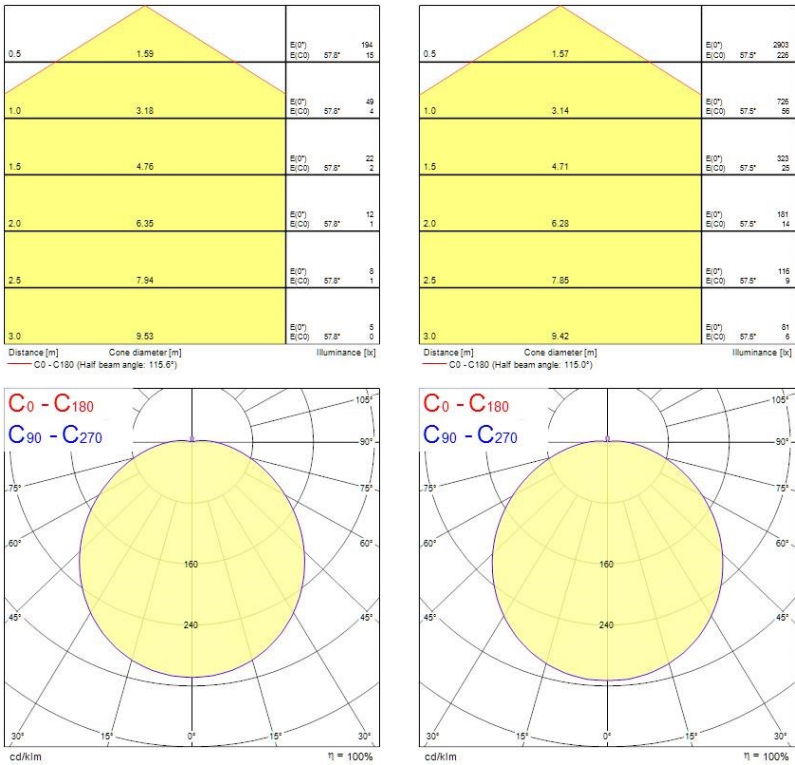 0.5 1.59 E(0°) 194
E(C0) 57.8° 15
1.0 3.18 E(0°) 49
E(C0) 57.8° 4
1.5 4.76 E(0°) 22
E(C0) 57.8° 2
2.0 6.35 E(0°) 12
E(C0) 57.8° 1
2.5 7.94 E(0°) 8
E(C0) 57.8° 1
3.0 9.53 E(0°) 5
E(C0) 57.8° 0
Distance [m] Cone diameter [m] Illuminance [lx]
C0 - C180 (Half beam angle: 115.6°)
0.5 1.57 E(0°) 2903
E(C0) 57.5° 226
1.0 3.14 E(0°) 726
E(C0) 57.5° 56
1.5 4.71 E(0°) 323
E(C0) 57.5° 25
2.0 6.28 E(0°) 181
E(C0) 57.5° 14
2.5 7.85 E(0°) 116
E(C0) 57.5° 9
3.0 9.42 E(0°) 81
E(C0) 57.5° 6
Distance [m] Cone diameter [m] Illuminance [lx]
C0 - C180 (Half beam angle: 115.0°)
C0 - C180
C90 - C270
105°
90°
75° 75°
60° 160 60°
45° 240 45°
30° 15° 0° 15° 30°
cd/klm η = 100%
C0 - C180
C90 - C270
105°
90°
75° 75°
60° 160 60°
45° 240 45°
30° 15° 0° 15° 30°
cd/klm η = 100%